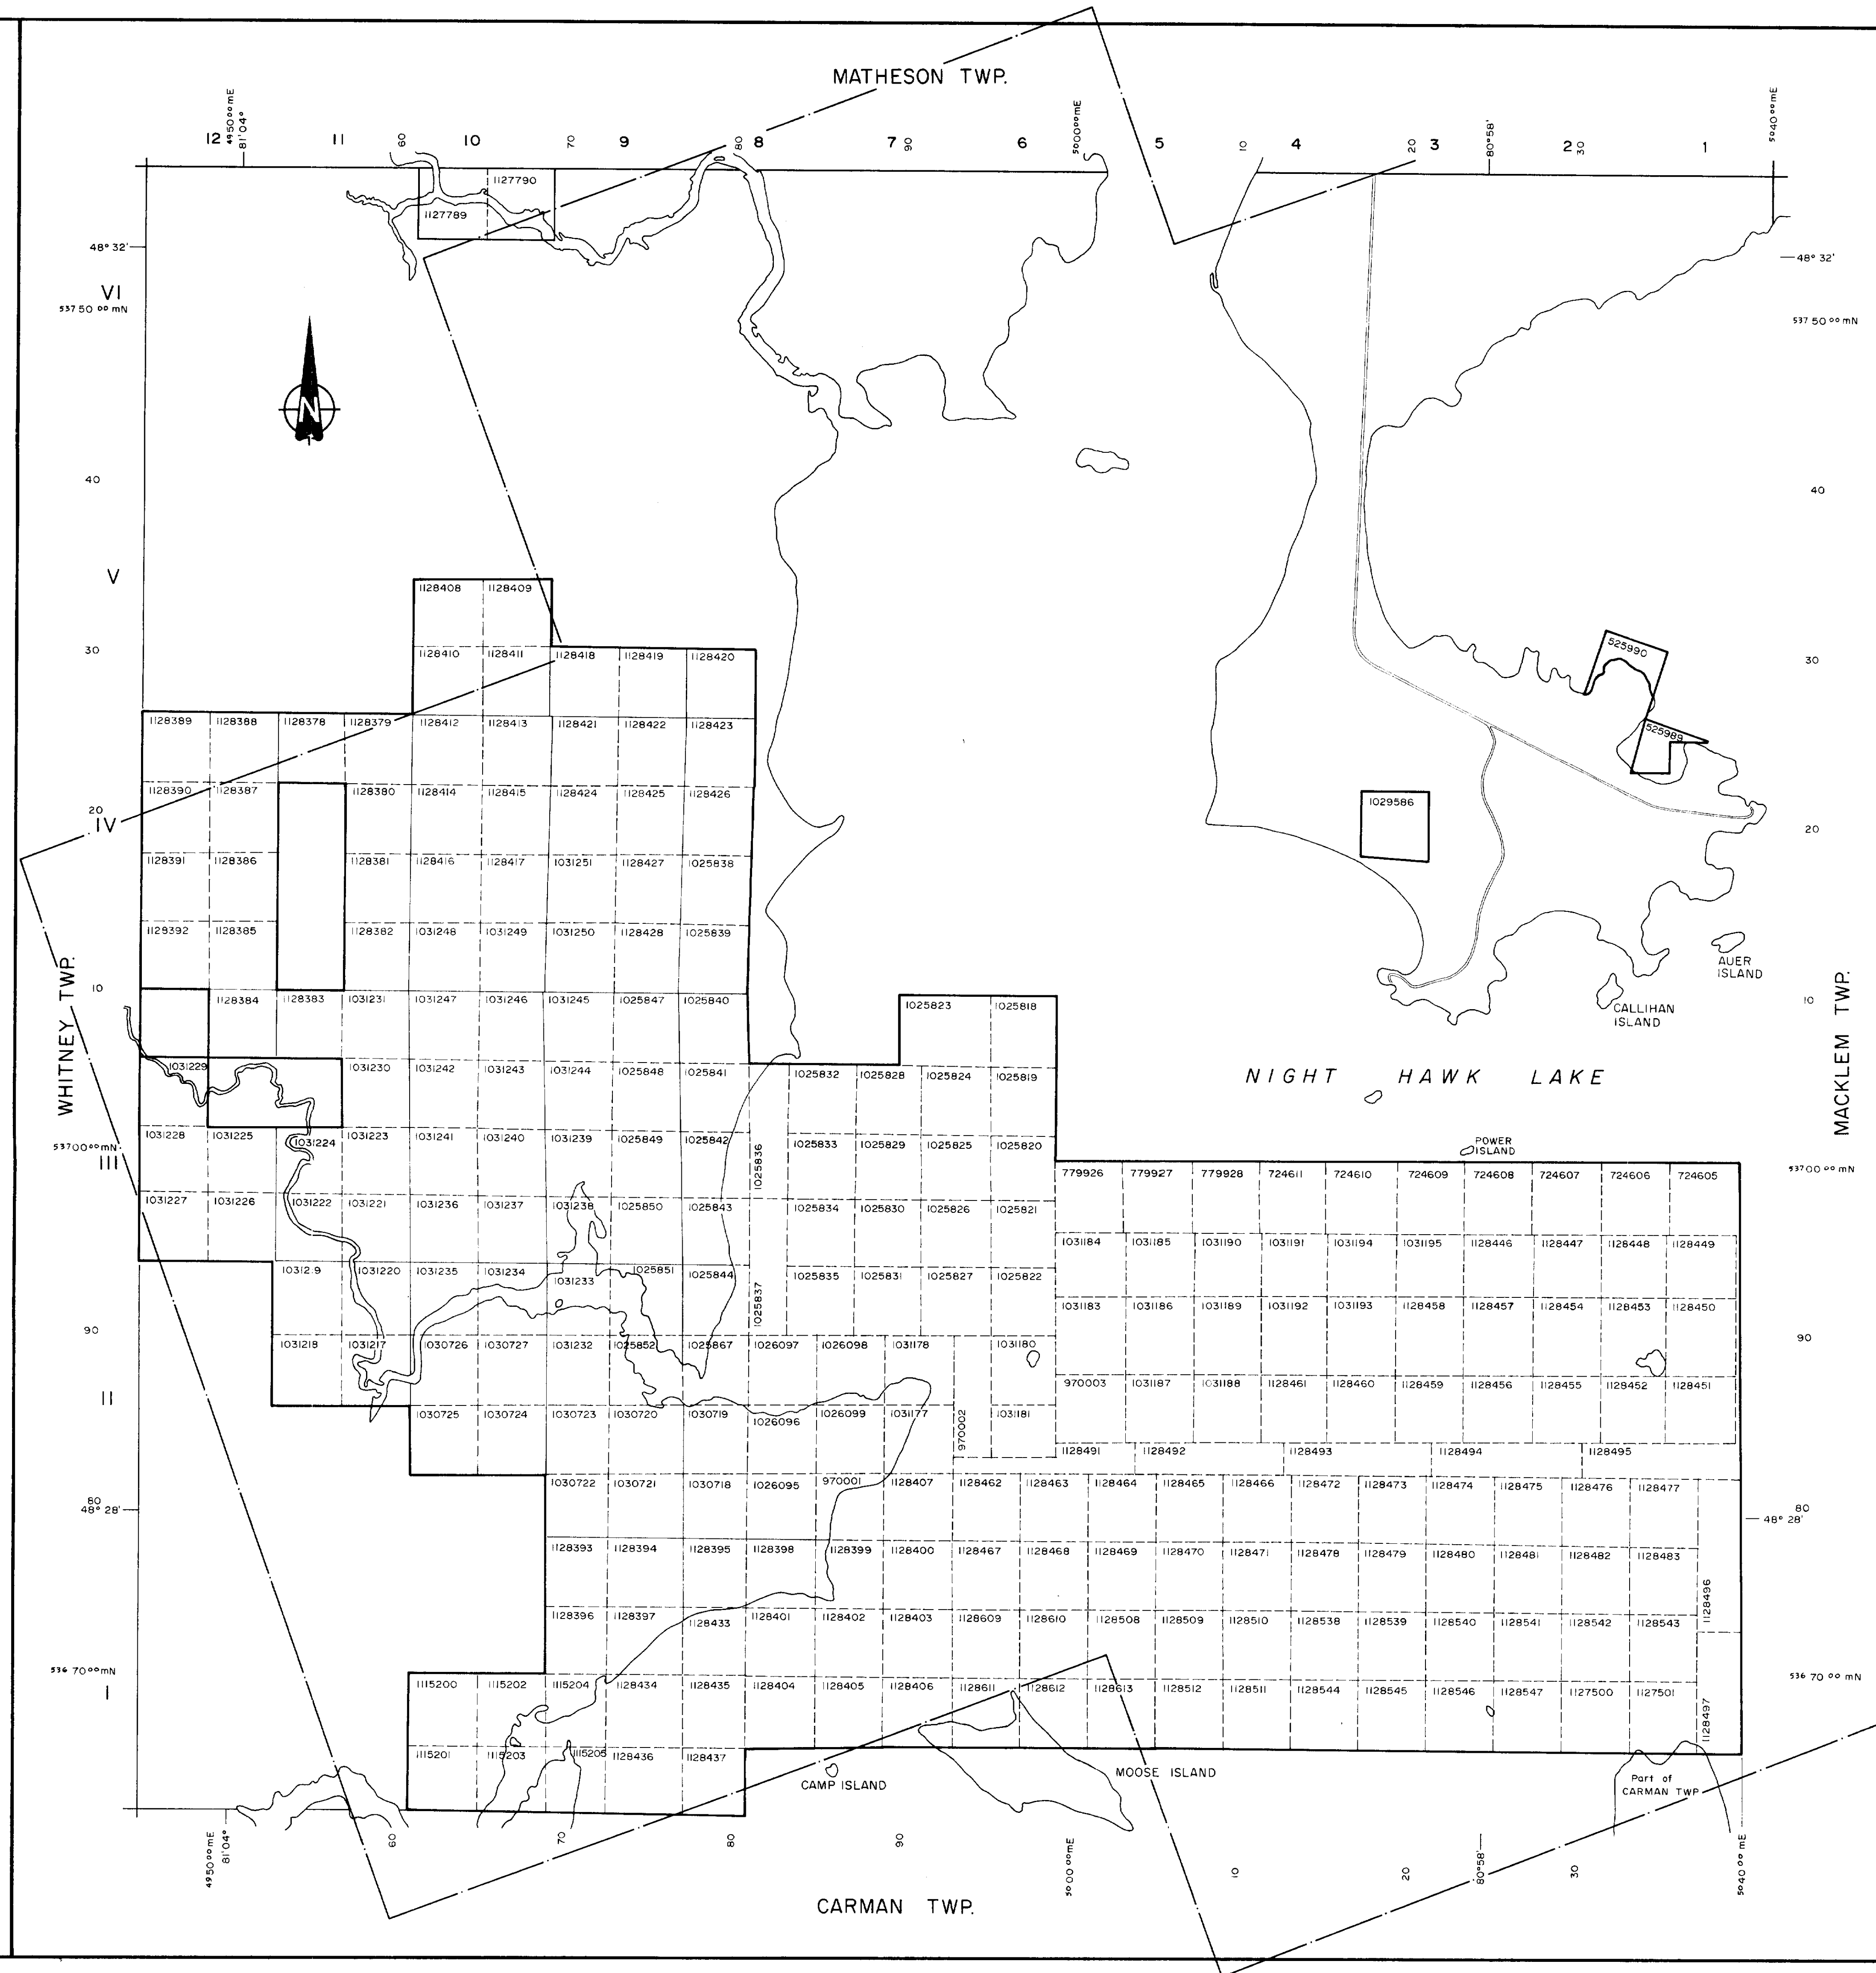 MATHESON TWP.
12 11 10 9 8 7 6 5 4 3 2 1
4950 00 mE
81°04°
60
70
80
90
5000 00 mE
10
20
80°58'
30
5040 00 mE
1127790
1127789
48° 32'
48° 32'
VI
537 50 00 mN
537 50 00 mN
N
40
40
V
1128408 1128409
30
30
1128410 1128411 1128418 1128419 1128420
525990
1128389 1128388 1128378 1128379 1128412 1128413 1128421 1128422 1128423
525989
1128390 1128387 1128380 1128414 1128415 1128424 1128425 1128426
1029586
20
20
IV
1128391 1128386 1128381 1128416 1128417 1031251 1128427 1025838
1129392 1128385 1128382 1031248 1031249 1031250 1128428 1025839
AUER
ISLAND
WHITNEY TWP.
MACKLEM TWP.
10
10
1128384 1128383 1031231 1031247 1031246 1031245 1025847 1025840 1025823 1025818
CALLIHAN
ISLAND
1031229 1031230 1031242 1031243 1031244 1025848 1025841 1025832 1025828 1025824 1025819
NIGHT HAWK LAKE
1031228 1031225 1031224 1031223 1031241 1031240 1031239 1025849 1025842 1025836 1025833 1025829 1025825 1025820
POWER
ISLAND
53700 00 mN
III
53700 00 mN
779926 779927 779928 724611 724610 724609 724608 724607 724606 724605
1031227 1031226 1031222 1031221 1031236 1031237 1031238 1025850 1025843 1025834 1025830 1025826 1025821
1031184 1031185 1031190 1031191 1031194 1031195 1128446 1128447 1128448 1128449
10312.9 1031220 1031235 1031234 1031233 1025851 1025844 1025837 1025835 1025831 1025827 1025822
1031183 1031186 1031189 1031192 1031193 1128458 1128457 1128454 1128453 1128450
90
90
1031218 1031217 1030726 1030727 1031232 1025852 1025867 1026097 1026098 1031178 1031180
970003 1031187 1031188 1128461 1128460 1128459 1128456 1128455 1128452 1128451
II
1030725 1030724 1030723 1030720 1030719 1026096 1026099 1031177 970002 1031181
1128491 1128492 1128493 1128494 1128495
1030722 1030721 1030718 1026095 970001 1128407 1128462 1128463 1128464 1128465 1128466 1128472 1128473 1128474 1128475 1128476 1128477
80
48° 28'
80
48° 28'
1128393 1128394 1128395 1128398 1128399 1128400 1128467 1128468 1128469 1128470 1128471 1128478 1128479 1128480 1128481 1128482 1128483
1128496
1128396 1128397 1128433 1128401 1128402 1128403 1128609 1128610 1128508 1128509 1128510 1128538 1128539 1128540 1128541 1128542 1128543
536 70 00 mN
I
536 70 00 mN
1115200 1115202 1115204 1128434 1128435 1128404 1128405 1128406 1128611 1128612 1128613 1128512 1128511 1128544 1128545 1128546 1128547 1127500 1127501
1128497
1115201 1115203 1115205 1128436 1128437
CAMP ISLAND
MOOSE ISLAND
Part of
CARMAN TWP
4950 00 mE
81°04°
60
70
80
90
5000 00 mE
10
20
80°58'
30
5040 00 mE
CARMAN TWP.